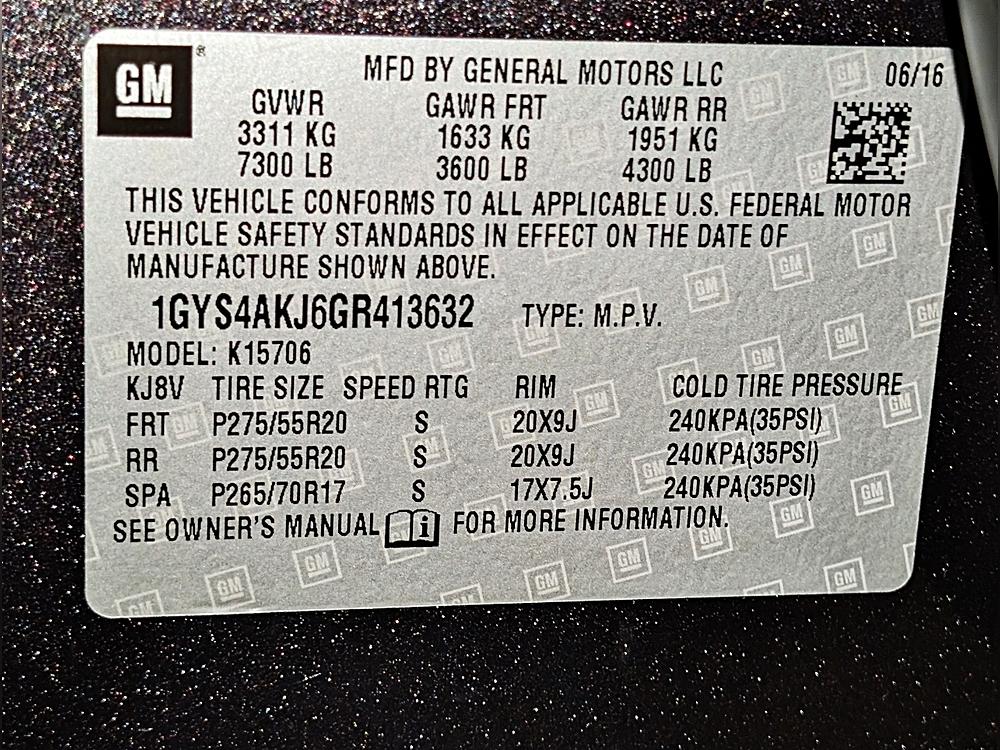 GM ®
MFD BY GENERAL MOTORS LLC 06/16
GVWR GAWR FRT GAWR RR
3311 KG 1633 KG 1951 KG
7300 LB 3600 LB 4300 LB
THIS VEHICLE CONFORMS TO ALL APPLICABLE U.S. FEDERAL MOTOR
VEHICLE SAFETY STANDARDS IN EFFECT ON THE DATE OF
MANUFACTURE SHOWN ABOVE.
1GYS4AKJ6GR413632 TYPE: M.P.V.
MODEL: K15706
KJ8V TIRE SIZE SPEED RTG RIM COLD TIRE PRESSURE
FRT P275/55R20 S 20X9J 240KPA(35PSI)
RR P275/55R20 S 20X9J 240KPA(35PSI)
SPA P265/70R17 S 17X7.5J 240KPA(35PSI)
SEE OWNER'S MANUAL i FOR MORE INFORMATION.